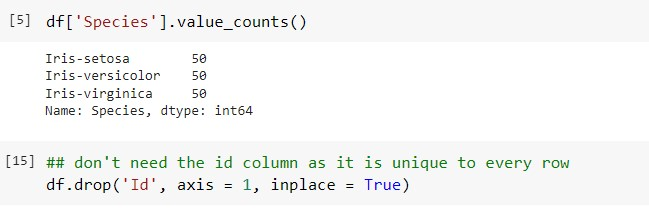 [5] df['Species'].value_counts()
Iris-setosa 50
Iris-versicolor 50
Iris-virginica 50
Name: Species, dtype: int64
[15] ## don't need the id column as it is unique to every row
df.drop('Id', axis = 1, inplace = True)